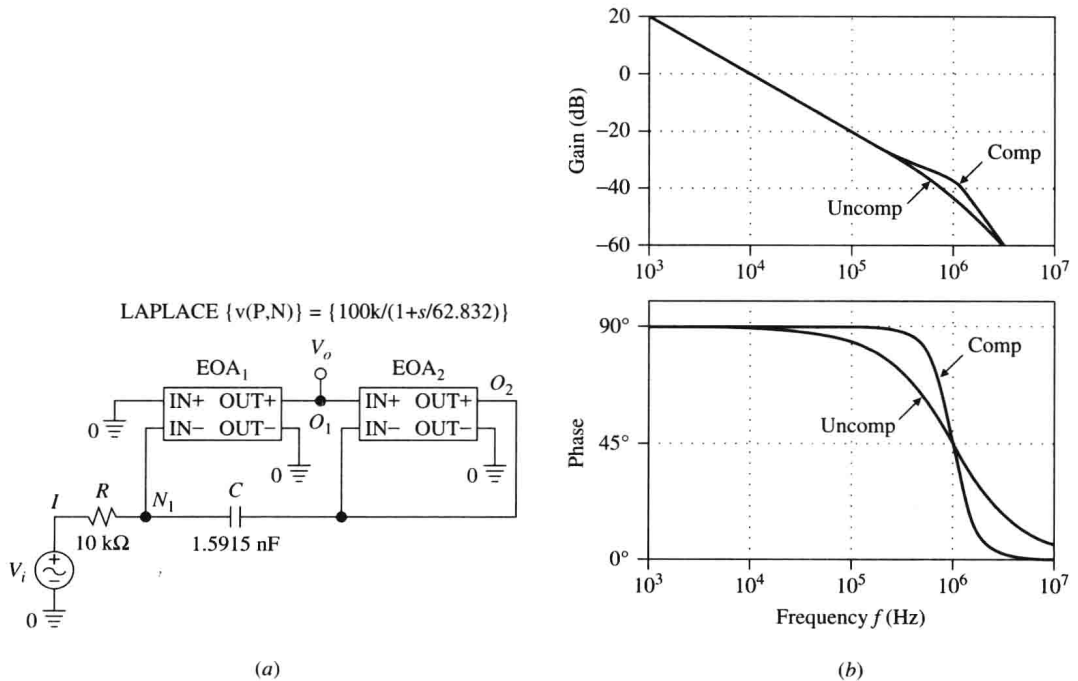 LAPLACE {v(P,N)} = {100k/(1+s/62.832)}
Vo
EOA1
EOA2
O2
IN+ OUT+
IN− OUT−
O1
IN+ OUT+
IN− OUT−
0
0
0
I
R
N1
C
10 kΩ
1.5915 nF
Vi
+
−
0
(a)
Gain (dB)
20
0
−20
−40
−60
Comp
Uncomp
10³ 10⁴ 10⁵ 10⁶ 10⁷
Phase
90°
45°
0°
Comp
Uncomp
10³ 10⁴ 10⁵ 10⁶ 10⁷
Frequency f (Hz)
(b)